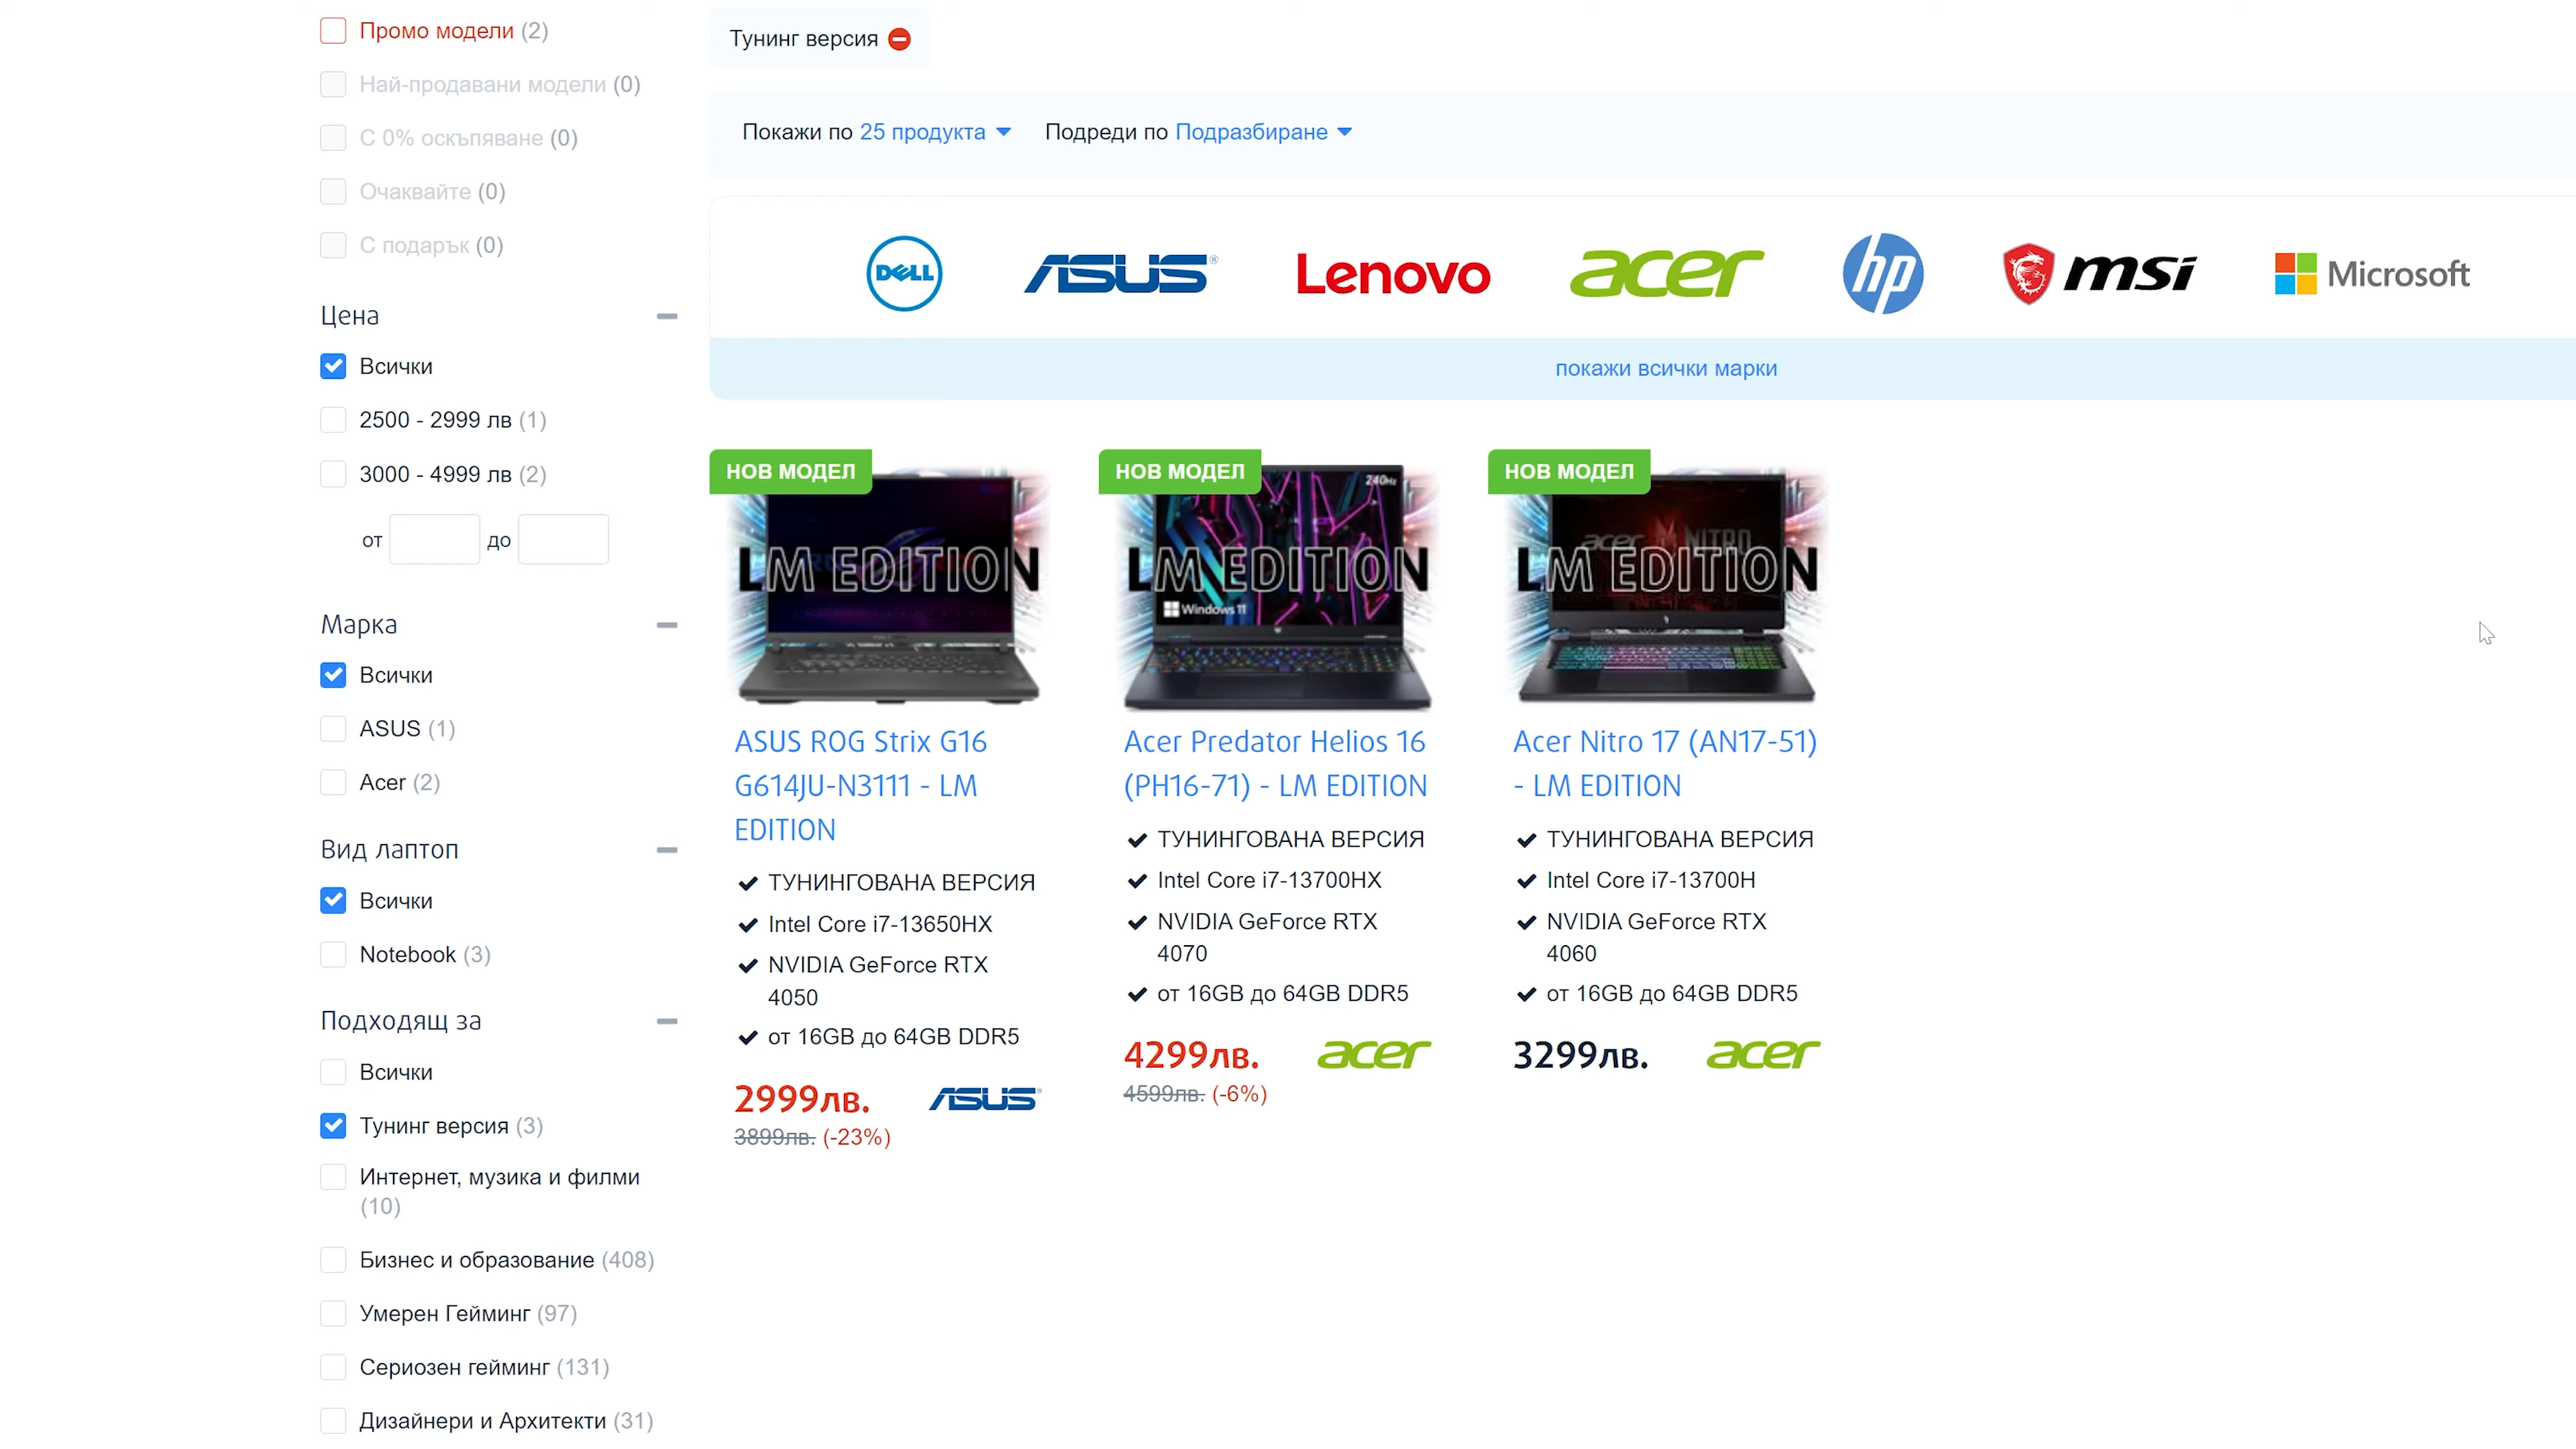 Промо модели (2)
Най-продавани модели (0)
С 0% оскъпяване (0)
Очаквайте (0)
С подарък (0)
Цена
Всички
2500 - 2999 лв (1)
3000 - 4999 лв (2)
от до
Марка
Всички
ASUS (1)
Acer (2)
Вид лаптоп
Всички
Notebook (3)
Подходящ за
Всички
Тунинг версия (3)
Интернет, музика и филми
(10)
Бизнес и образование (408)
Умерен Гейминг (97)
Сериозен гейминг (131)
Дизайнери и Архитекти (31)
Тунинг версия
Покажи по 25 продукта Подреди по Подразбиране
DELL ASUS® Lenovo acer hp msi Microsoft
покажи всички марки
НОВ МОДЕЛ
LM EDITION
ASUS ROG Strix G16
G614JU-N3111 - LM
EDITION
ТУНИНГОВАНА ВЕРСИЯ
Intel Core i7-13650HX
NVIDIA GeForce RTX
4050
от 16GB до 64GB DDR5
2999лв. ASUS
3899лв. (-23%)
НОВ МОДЕЛ
240Hz
LM EDITION
Windows 11
Acer Predator Helios 16
(PH16-71) - LM EDITION
ТУНИНГОВАНА ВЕРСИЯ
Intel Core i7-13700HX
NVIDIA GeForce RTX
4070
от 16GB до 64GB DDR5
4299лв. acer
4599лв. (-6%)
НОВ МОДЕЛ
acer NITRO
LM EDITION
Acer Nitro 17 (AN17-51)
- LM EDITION
ТУНИНГОВАНА ВЕРСИЯ
Intel Core i7-13700H
NVIDIA GeForce RTX
4060
от 16GB до 64GB DDR5
3299лв. acer